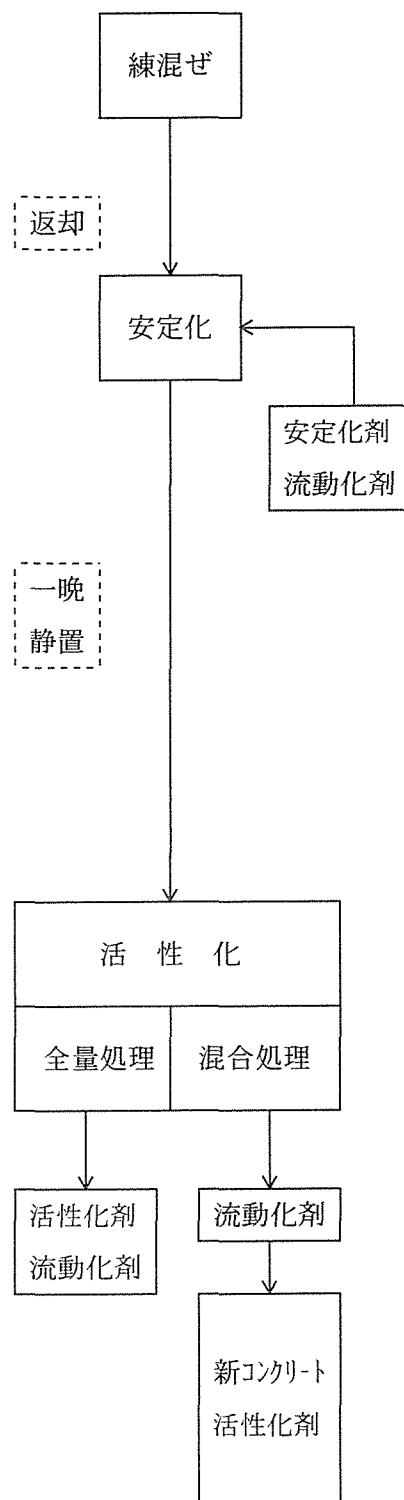 練混ぜ
返却
安定化
安定化剤
流動化剤
一晩
静置
活 性 化
全量処理
混合処理
活性化剤
流動化剤
流動化剤
新コンクリート
活性化剤